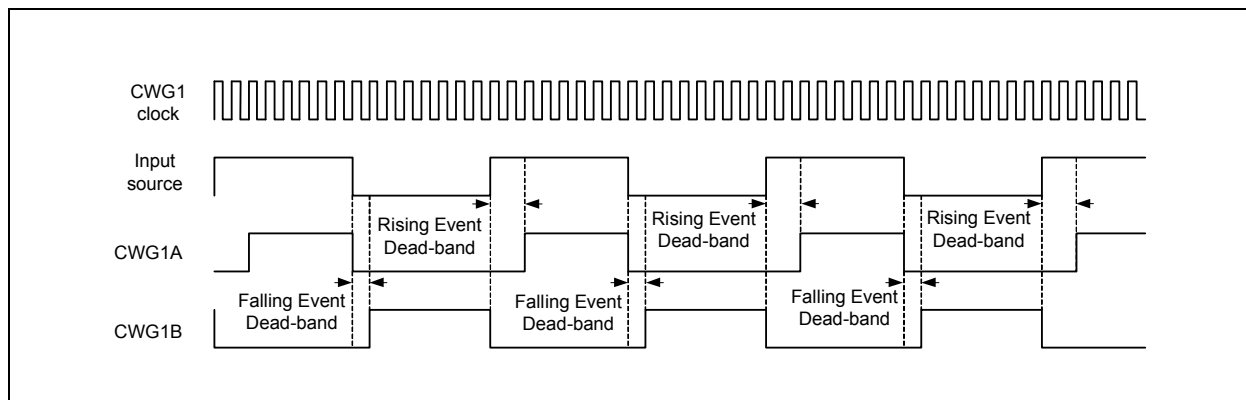 CWG1
clock
Input
source
Rising Event
Dead-band
Rising Event
Dead-band
Rising Event
Dead-band
CWG1A
Falling Event
Dead-band
Falling Event
Dead-band
Falling Event
Dead-band
CWG1B